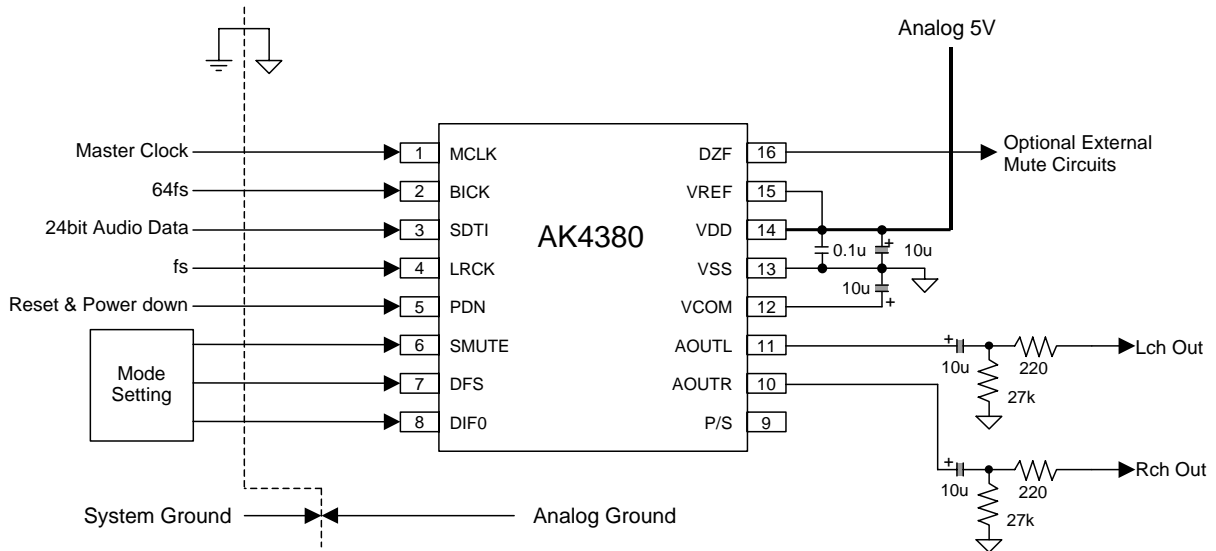 Analog 5V
Master Clock
64fs
24bit Audio Data
fs
Reset & Power down
Mode
Setting
1 MCLK
2 BICK
3 SDTI
4 LRCK
5 PDN
6 SMUTE
7 DFS
8 DIF0
AK4380
DZF 16
VREF 15
VDD 14
VSS 13
VCOM 12
AOUTL 11
AOUTR 10
P/S 9
Optional External
Mute Circuits
0.1u
+
10u
10u
+
+
10u
220
27k
Lch Out
+
10u
220
27k
Rch Out
System Ground
Analog Ground